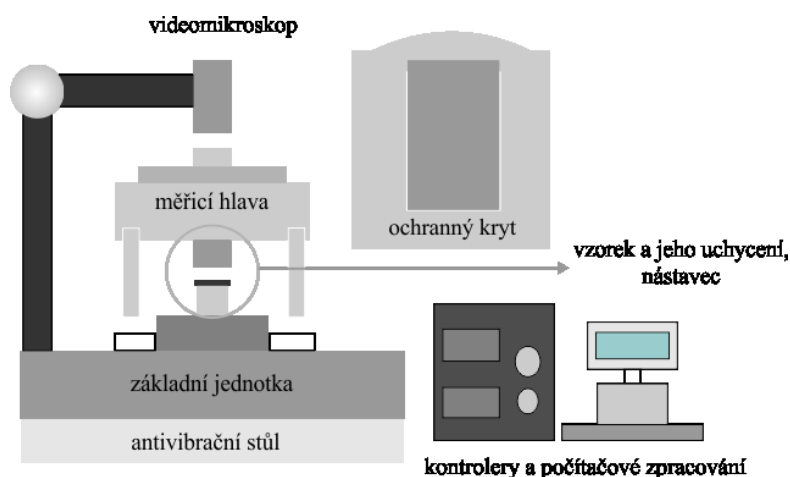 videomikroskop
měřicí hlava
ochranný kryt
vzorek a jeho uchycení,
nástavec
základní jednotka
antivibrační stůl
kontrolery a počítačové zpracování